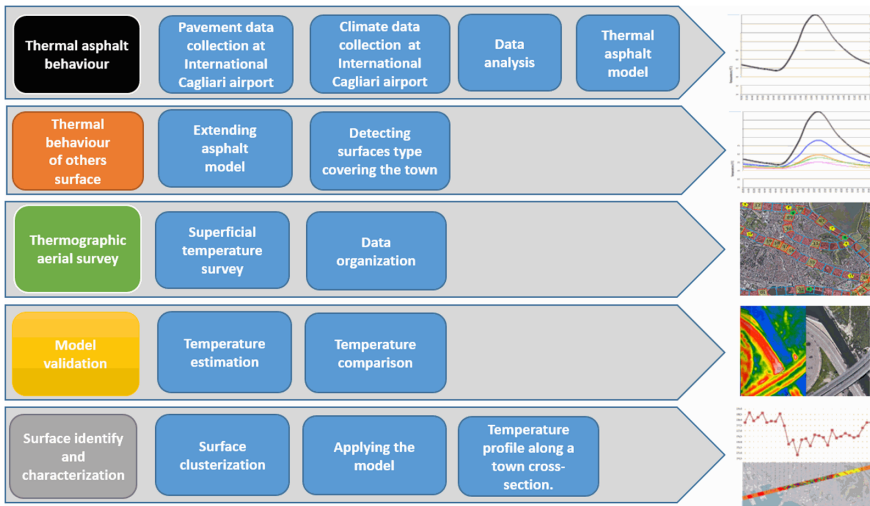 Thermal asphalt
behaviour
Pavement data
collection at
International
Cagliari airport
Climate data
collection at
International
Cagliari airport
Data
analysis
Thermal
asphalt
model
Thermal
behaviour
of others
surface
Extending
asphalt
model
Detecting
surfaces type
covering the town
Thermographic
aerial survey
Superficial
temperature
survey
Data
organization
Model
validation
Temperature
estimation
Temperature
comparison
Surface identify
and
characterization
Surface
clusterization
Applying the
model
Temperature
profile along a
town cross-
section.